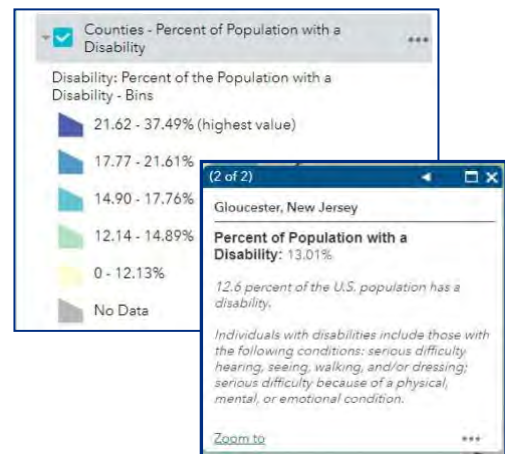 Counties - Percent of Population with a
Disability
Disability: Percent of the Population with a
Disability - Bins
21.62 - 37.49% (highest value)
17.77 - 21.61%
14.90 - 17.76%
12.14 - 14.89%
0 - 12.13%
No Data
(2 of 2)
Gloucester, New Jersey
Percent of Population with a
Disability: 13.01%
12.6 percent of the U.S. population has a
disability.
Individuals with disabilities include those with
the following conditions: serious difficulty
hearing, seeing, walking, and/or dressing;
serious difficulty because of a physical,
mental, or emotional condition.
Zoom to